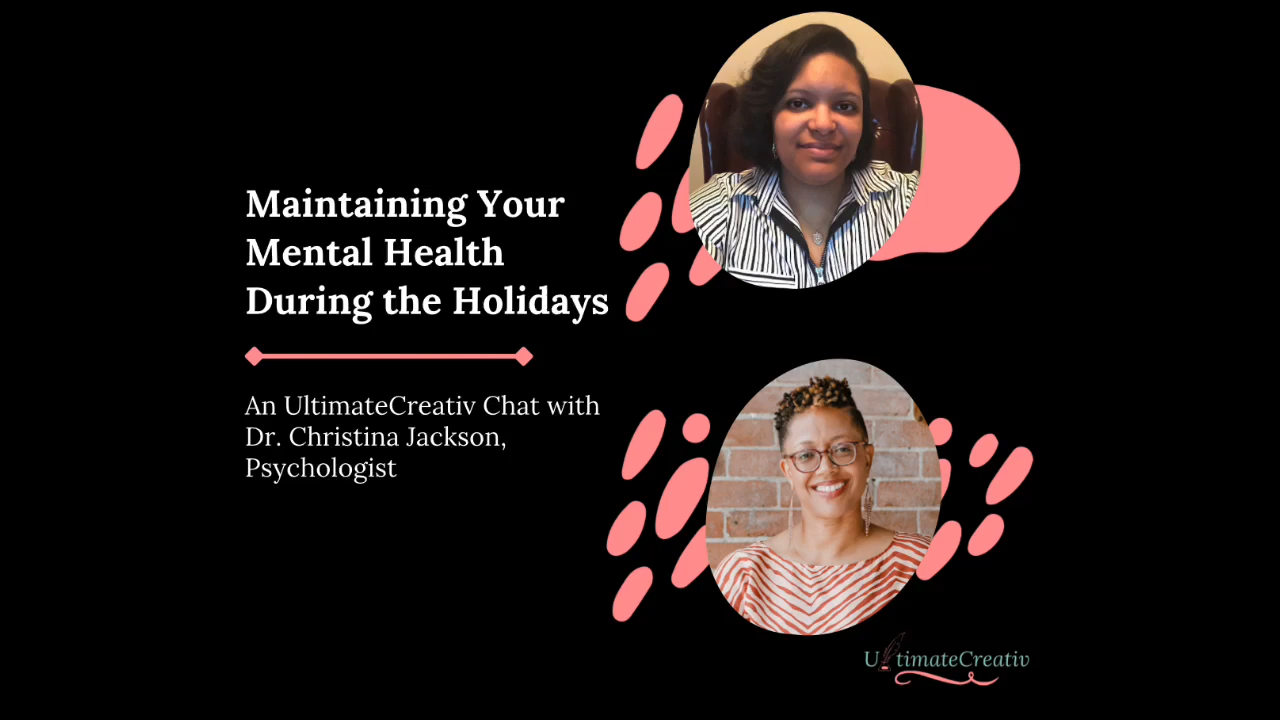 Maintaining Your
Mental Health
During the Holidays
An UltimateCreativ Chat with
Dr. Christina Jackson,
Psychologist
UltimateCreativ